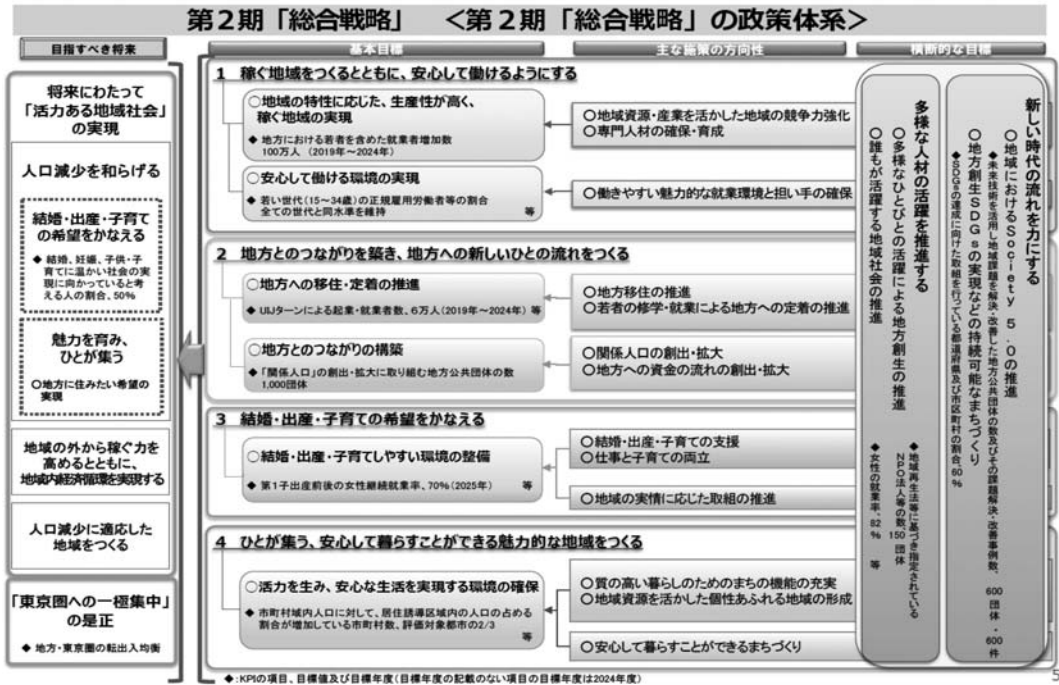 第2期「総合戦略」 <第2期「総合戦略」の政策体系>
目指すべき将来
将来にわたって
「活力ある地域社会」
の実現
人口減少を和らげる
結婚・出産・子育て
の希望をかなえる
◆ 結婚、妊娠、子供・子
育てに温かい社会の実
現に向かっていると考
える人の割合、50%
魅力を育み、
ひとが集う
○地方に住みたい希望の
実現
地域の外から稼ぐ力を
高めるとともに、
地域内経済循環を実現する
人口減少に適応した
地域をつくる
「東京圏への一極集中」
の是正
◆ 地方・東京圏の転出入均衡
基本目標
主な施策の方向性
1 稼ぐ地域をつくるとともに、安心して働けるようにする
○地域の特性に応じた、生産性が高く、
稼ぐ地域の実現
◆ 地方における若者を含めた就業者増加数
100万人 (2019年~2024年)
○地域資源・産業を活かした地域の競争力強化
○専門人材の確保・育成
○安心して働ける環境の実現
◆ 若い世代(15~34歳)の正規雇用労働者等の割合
全ての世代と同水準を維持 等
○働きやすい魅力的な就業環境と担い手の確保
2 地方とのつながりを築き、地方への新しいひとの流れをつくる
○地方への移住・定着の推進
◆ UIJターンによる起業・就業者数、6万人(2019年~2024年) 等
○地方移住の推進
○若者の修学・就業による地方への定着の推進
○地方とのつながりの構築
◆ 「関係人口」の創出・拡大に取り組む地方公共団体の数
1,000団体
○関係人口の創出・拡大
○地方への資金の流れの創出・拡大
3 結婚・出産・子育ての希望をかなえる
○結婚・出産・子育てしやすい環境の整備
◆ 第1子出産前後の女性継続就業率、70%(2025年) 等
○結婚・出産・子育ての支援
○仕事と子育ての両立
○地域の実情に応じた取組の推進
4 ひとが集う、安心して暮らすことができる魅力的な地域をつくる
○活力を生み、安心な生活を実現する環境の確保
◆ 市町村域内人口に対して、居住誘導区域内の人口の占める
割合が増加している市町村数、評価対象都市の2/3
等
○質の高い暮らしのためのまちの機能の充実
○地域資源を活かした個性あふれる地域の形成
○安心して暮らすことができるまちづくり
横断的な目標
新しい時代の流れを力にする
○地域におけるSociety 5.0の推進
◆未来技術を活用し地域課題を解決・改善した地方公共団体の数及びその課題解決・改善事例数、600団体・600件
○地方創生SDGsの実現などの持続可能なまちづくり
◆SDGsの達成に向けた取組を行っている都道府県及び市区町村の割合、60%
多様な人材の活躍を推進する
○多様なひとびとの活躍による地方創生の推進
◆地域再生法等に基づき指定されている
NPO法人等の数、150団体
○誰もが活躍する地域社会の推進
◆女性の就業率、82% 等
◆:KPIの項目、目標値及び目標年度(目標年度の記載のない項目の目標年度は2024年度)
5